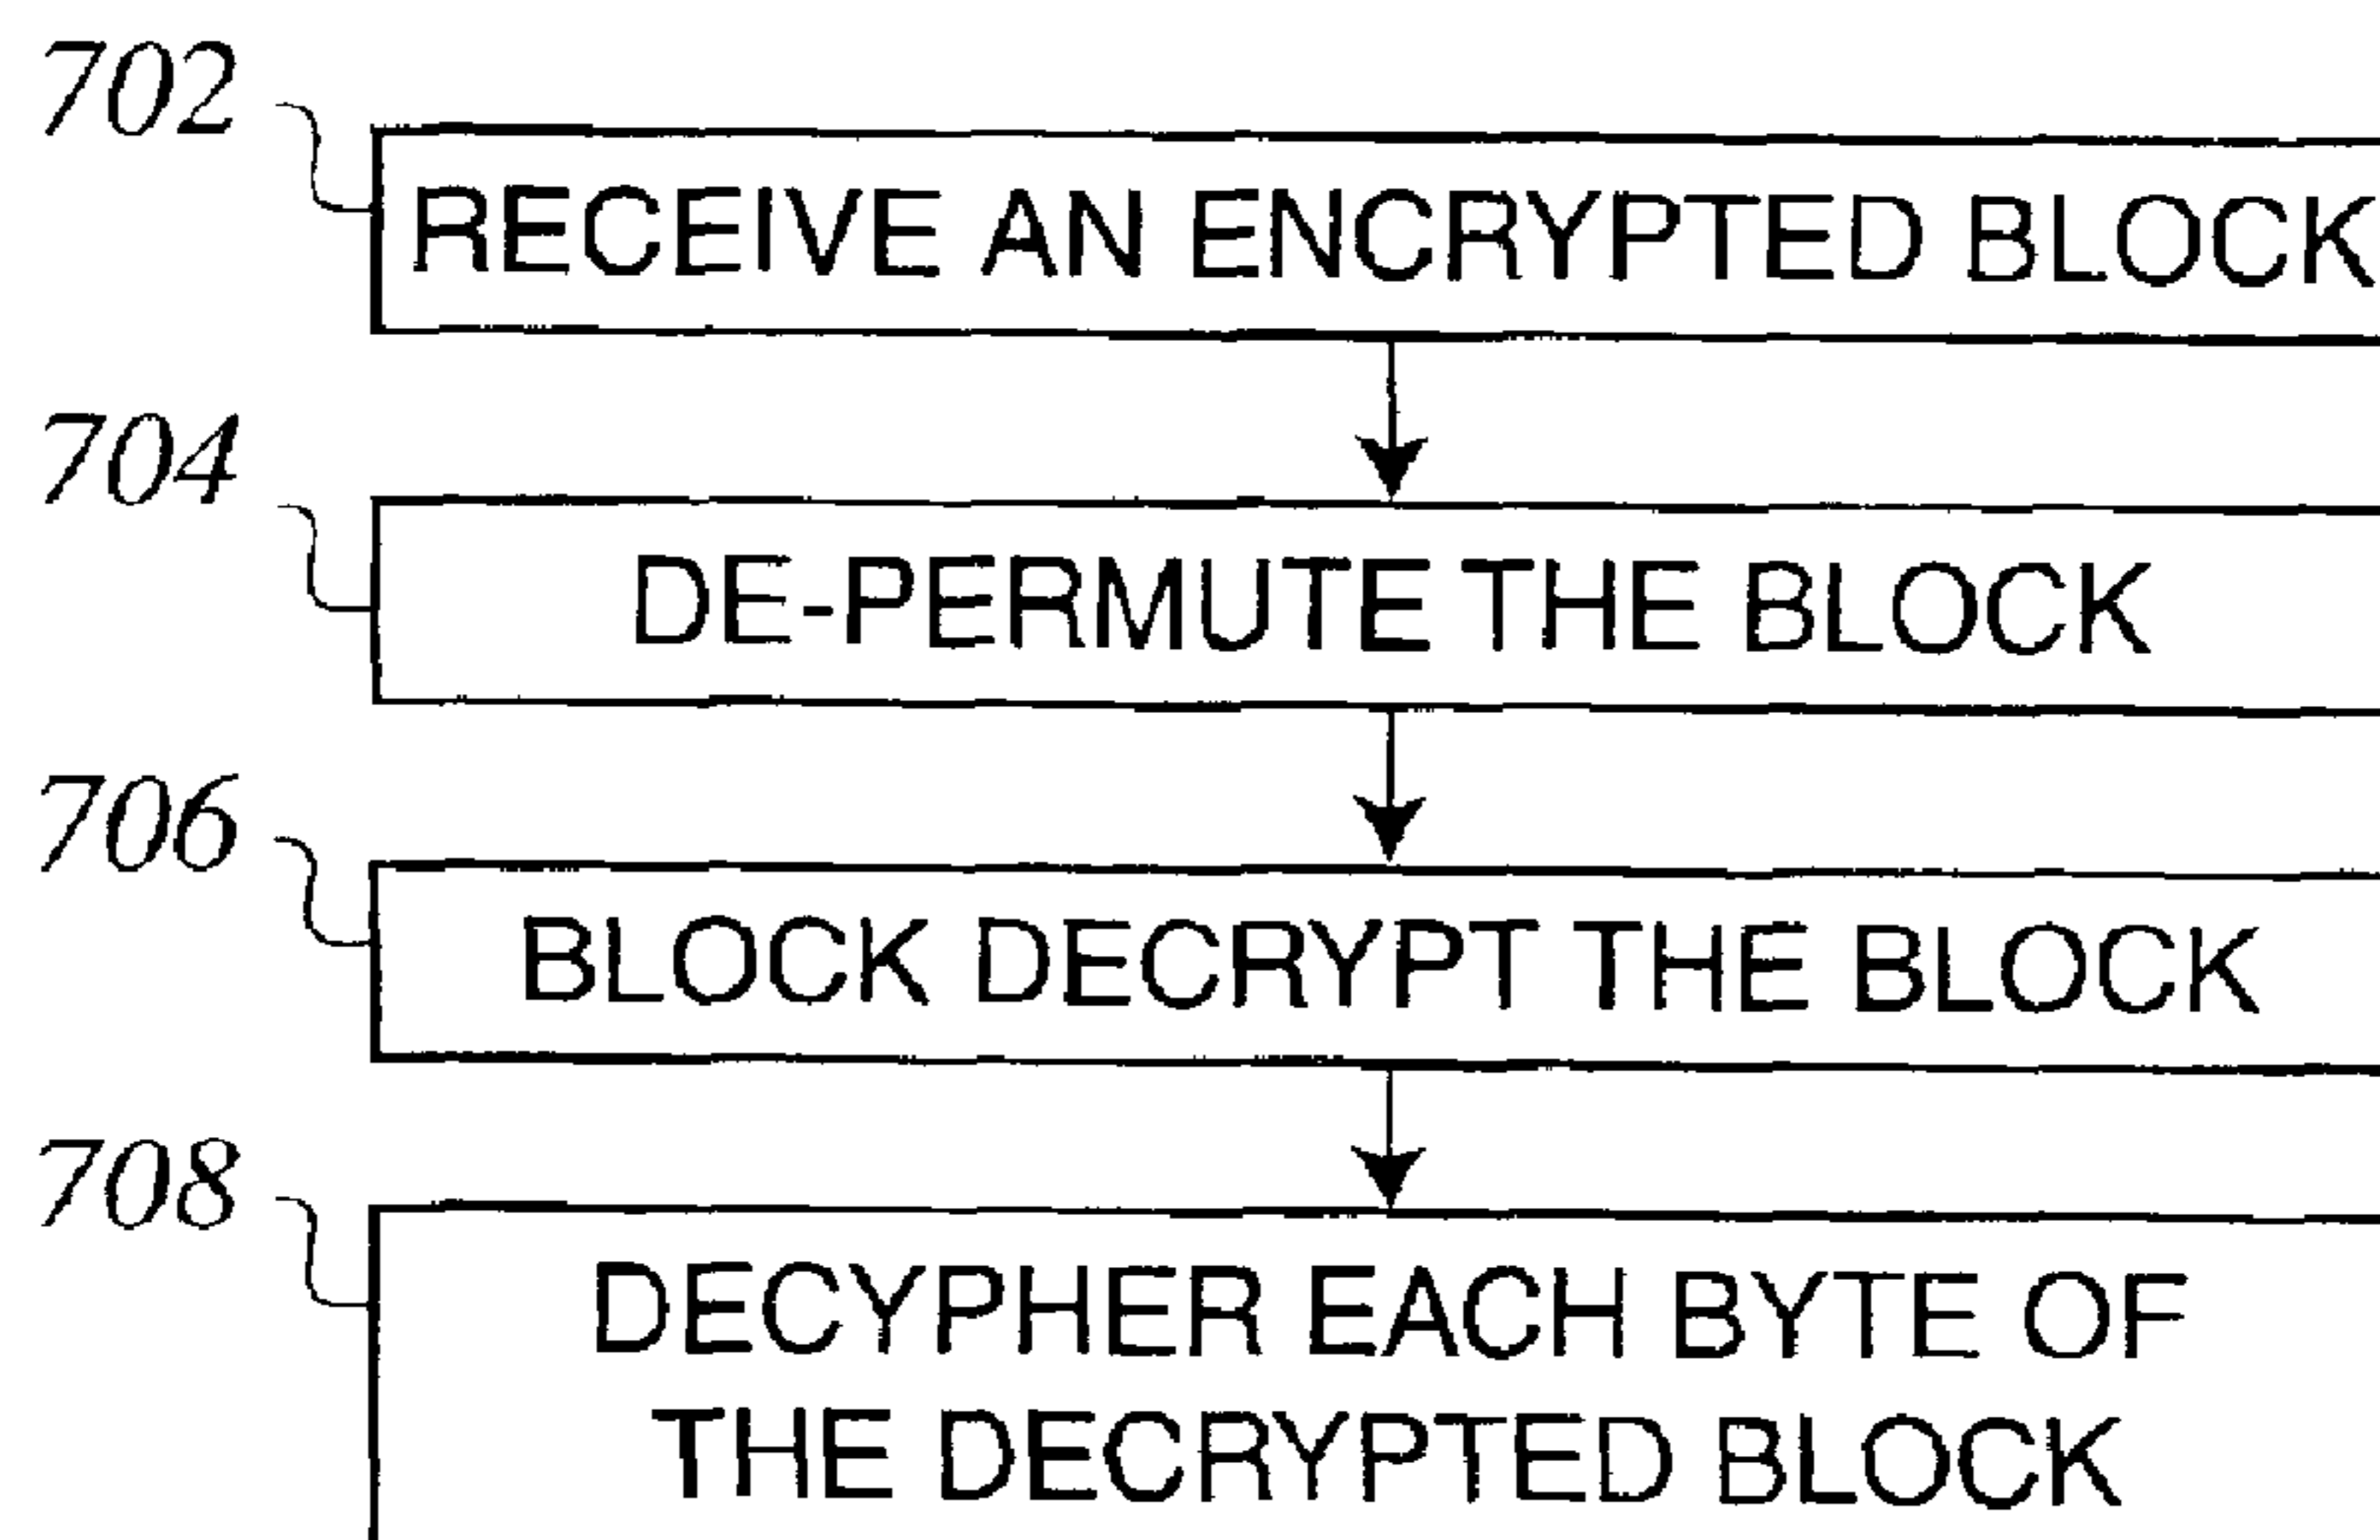 702
RECEIVE AN ENCRYPTED BLOCK
704
DE-PERMUTE THE BLOCK
706
BLOCK DECRYPT THE BLOCK
708
DECYPHER EACH BYTE OF
THE DECRYPTED BLOCK